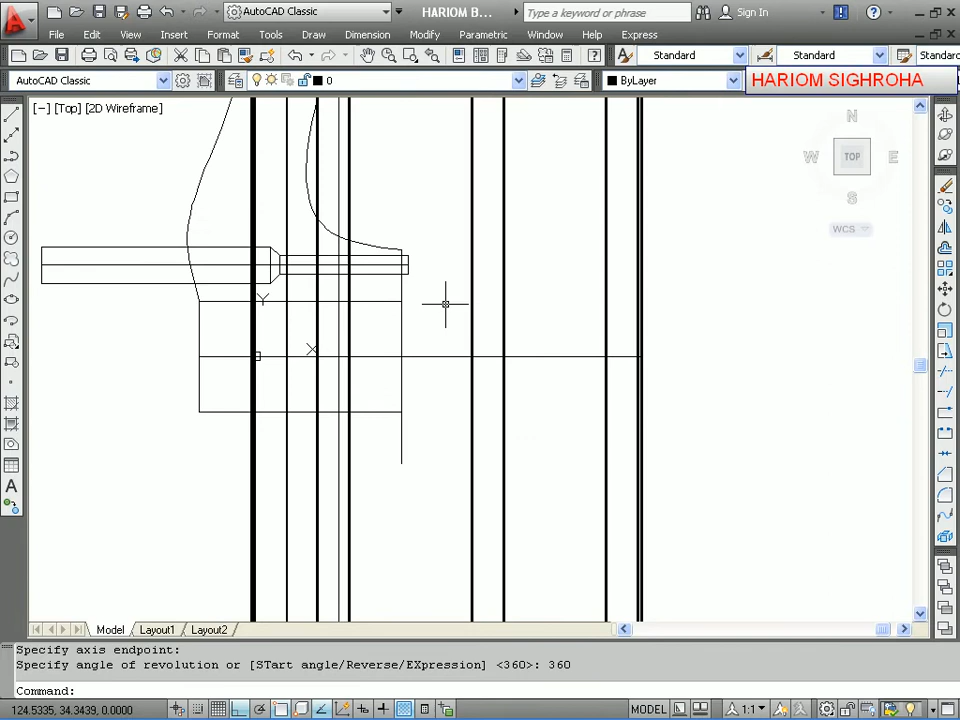 AutoCAD Classic
HARIOM B...
Type a keyword or phrase
Sign In
File Edit View Insert Format Tools Draw Dimension Modify Parametric Window Help Express
Standard
Standard
Standard
AutoCAD Classic
0
ByLayer
HARIOM SIGHROHA
[−] [Top] [2D Wireframe]
N
W TOP E
S
WCS
Y
X
Model Layout1 Layout2
Specify axis endpoint:
Specify angle of revolution or [STart angle/Reverse/EXpression] <360>: 360
Command:
124.5335, 34.3439, 0.0000
MODEL
1:1